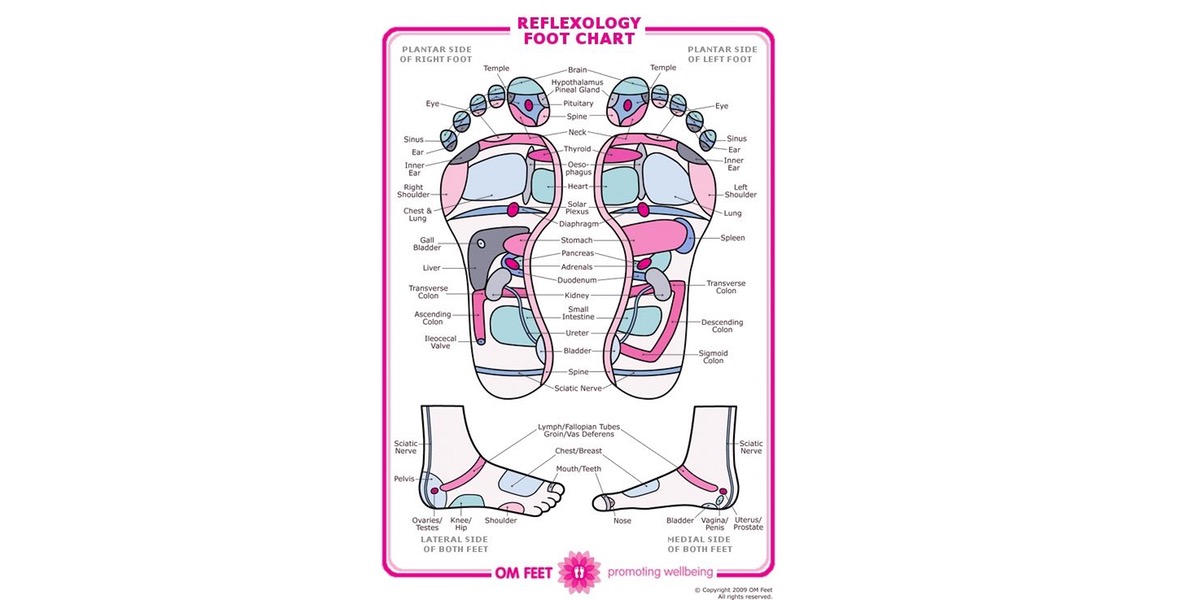 REFLEXOLOGY
FOOT CHART
PLANTAR SIDE
OF RIGHT FOOT
PLANTAR SIDE
OF LEFT FOOT
Temple
Brain
Temple
Hypothalamus
Pineal Gland
Eye
Pituitary
Eye
Spine
Neck
Sinus
Sinus
Ear
Thyroid
Ear
Inner
Ear
Oeso-
phagus
Inner
Ear
Right
Shoulder
Heart
Left
Shoulder
Chest &
Lung
Solar
Plexus
Lung
Diaphragm
Gall
Bladder
Stomach
Spleen
Pancreas
Liver
Adrenals
Duodenum
Transverse
Colon
Kidney
Transverse
Colon
Ascending
Colon
Small
Intestine
Descending
Colon
Ureter
Ileocecal
Valve
Bladder
Sigmoid
Colon
Spine
Sciatic Nerve
Lymph/Fallopian Tubes
Groin/Vas Deferens
Sciatic
Nerve
Chest/Breast
Sciatic
Nerve
Mouth/Teeth
Pelvis
Ovaries/
Testes
Knee/
Hip
Shoulder
Nose
Bladder
Vagina/
Penis
Uterus/
Prostate
LATERAL SIDE
OF BOTH FEET
MEDIAL SIDE
OF BOTH FEET
OM FEET
promoting wellbeing
© Copyright 2009 OM Feet
All rights reserved.